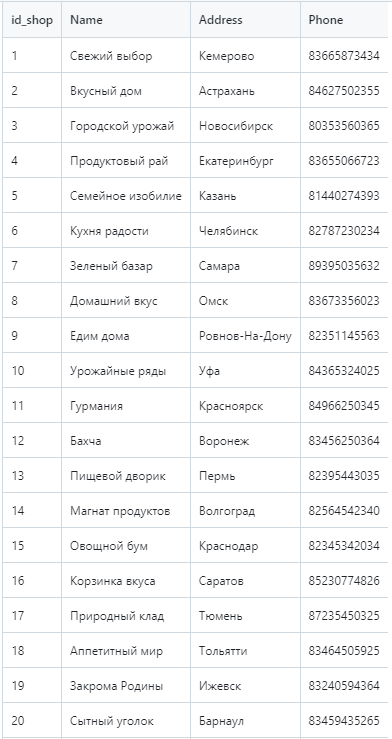 id_shop Name Address Phone
1 Свежий выбор Кемерово 83665873434
2 Вкусный дом Астрахань 84627502355
3 Городской урожай Новосибирск 80353560365
4 Продуктовый рай Екатеринбург 83655066723
5 Семейное изобилие Казань 81440274393
6 Кухня радости Челябинск 82787230234
7 Зеленый базар Самара 89395035632
8 Домашний вкус Омск 83673356023
9 Едим дома Ровнов-На-Дону 82351145563
10 Урожайные ряды Уфа 84365324025
11 Гурмания Красноярск 84966250345
12 Бахча Воронеж 83456250364
13 Пищевой дворик Пермь 82395443035
14 Магнат продуктов Волгоград 82564542340
15 Овощной бум Краснодар 82345342034
16 Корзинка вкуса Саратов 85230774826
17 Природный клад Тюмень 87235450325
18 Аппетитный мир Тольятти 83464505925
19 Закрома Родины Ижевск 83240594364
20 Сытный уголок Барнаул 83459435265